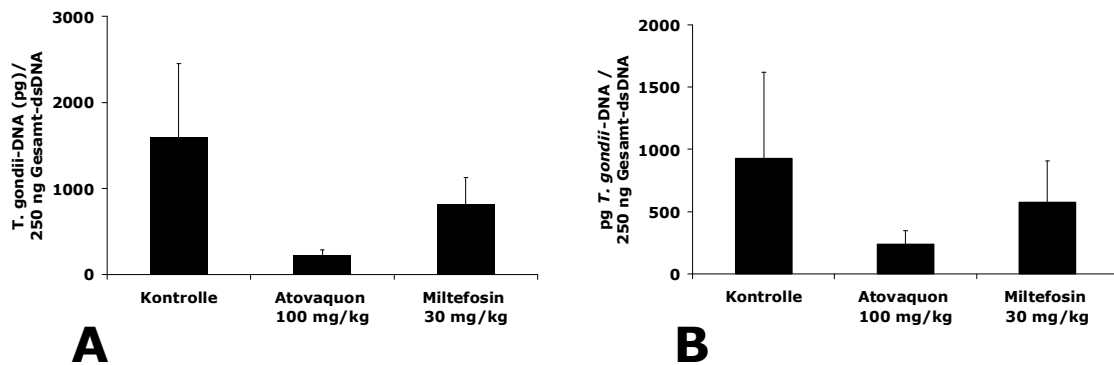 T. gondii-DNA (pg)/
250 ng Gesamt-dsDNA
3000
2000
1000
0
Kontrolle
Atovaquon
100 mg/kg
Miltefosin
30 mg/kg
A
pg T. gondii-DNA /
250 ng Gesamt-dsDNA
2000
1500
1000
500
0
Kontrolle
Atovaquon
100 mg/kg
Miltefosin
30 mg/kg
B